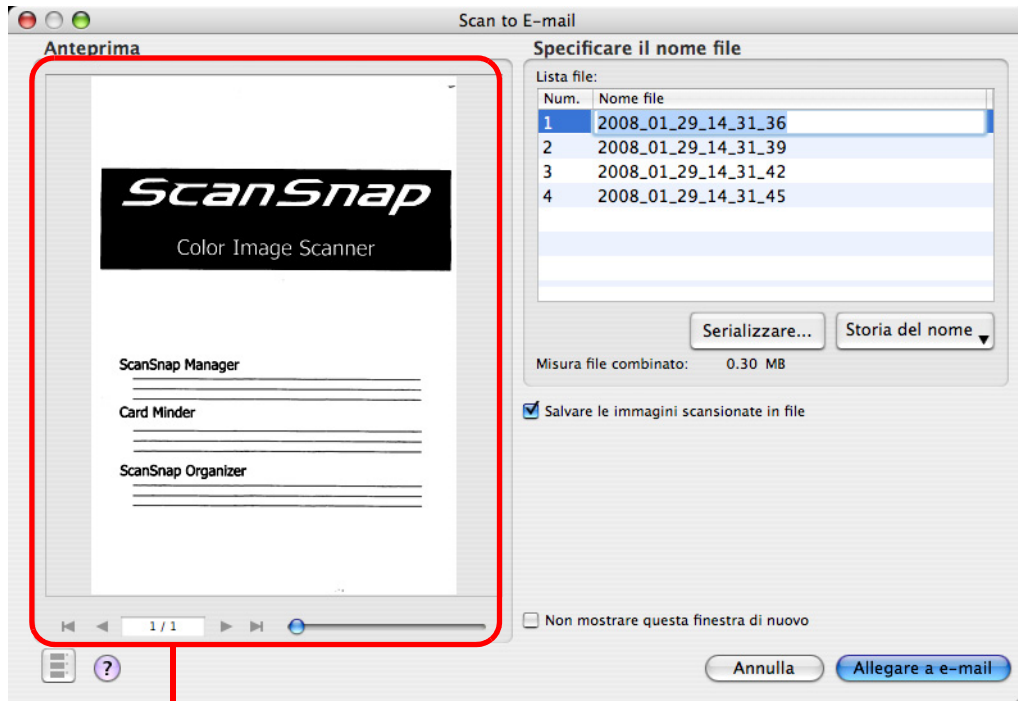 Scan to E-mail
Anteprima
ScanSnap
Color Image Scanner
ScanSnap Manager
Card Minder
ScanSnap Organizer
1 / 1
?
Specificare il nome file
Lista file:
Num. Nome file
1 2008_01_29_14_31_36
2 2008_01_29_14_31_39
3 2008_01_29_14_31_42
4 2008_01_29_14_31_45
Serializzare... Storia del nome
Misura file combinato: 0.30 MB
Salvare le immagini scansionate in file
Non mostrare questa finestra di nuovo
Annulla Allegare a e-mail